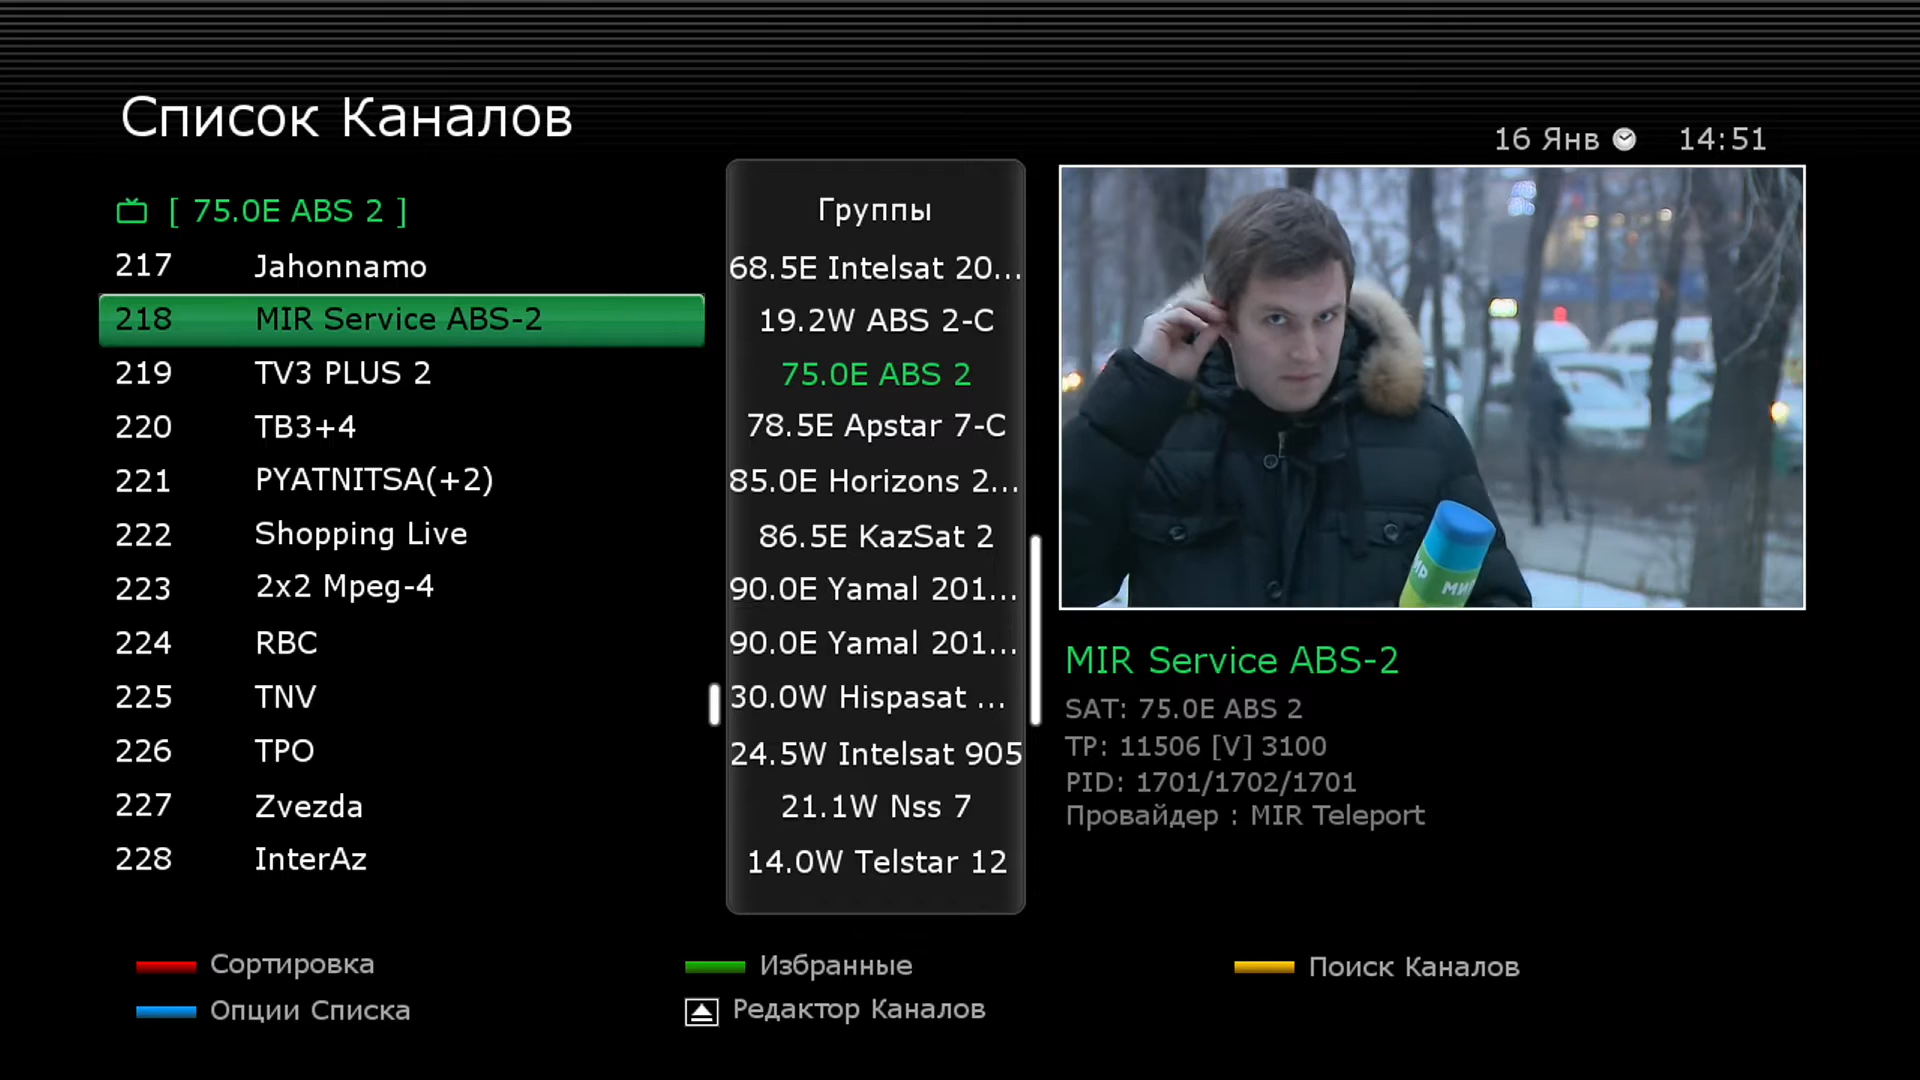 Список Каналов
16 Янв 14:51
[ 75.0E ABS 2 ]
217 Jahonnamo
218 MIR Service ABS-2
219 TV3 PLUS 2
220 ТВ3+4
221 PYATNITSA(+2)
222 Shopping Live
223 2x2 Mpeg-4
224 RBC
225 TNV
226 TPO
227 Zvezda
228 InterAz
Группы
68.5E Intelsat 20...
19.2W ABS 2-C
75.0E ABS 2
78.5E Apstar 7-C
85.0E Horizons 2...
86.5E KazSat 2
90.0E Yamal 201...
90.0E Yamal 201...
30.0W Hispasat ...
24.5W Intelsat 905
21.1W Nss 7
14.0W Telstar 12
МИР
MIR Service ABS-2
SAT: 75.0E ABS 2
TP: 11506 [V] 3100
PID: 1701/1702/1701
Провайдер : MIR Teleport
Сортировка
Избранные
Поиск Каналов
Опции Списка
Редактор Каналов